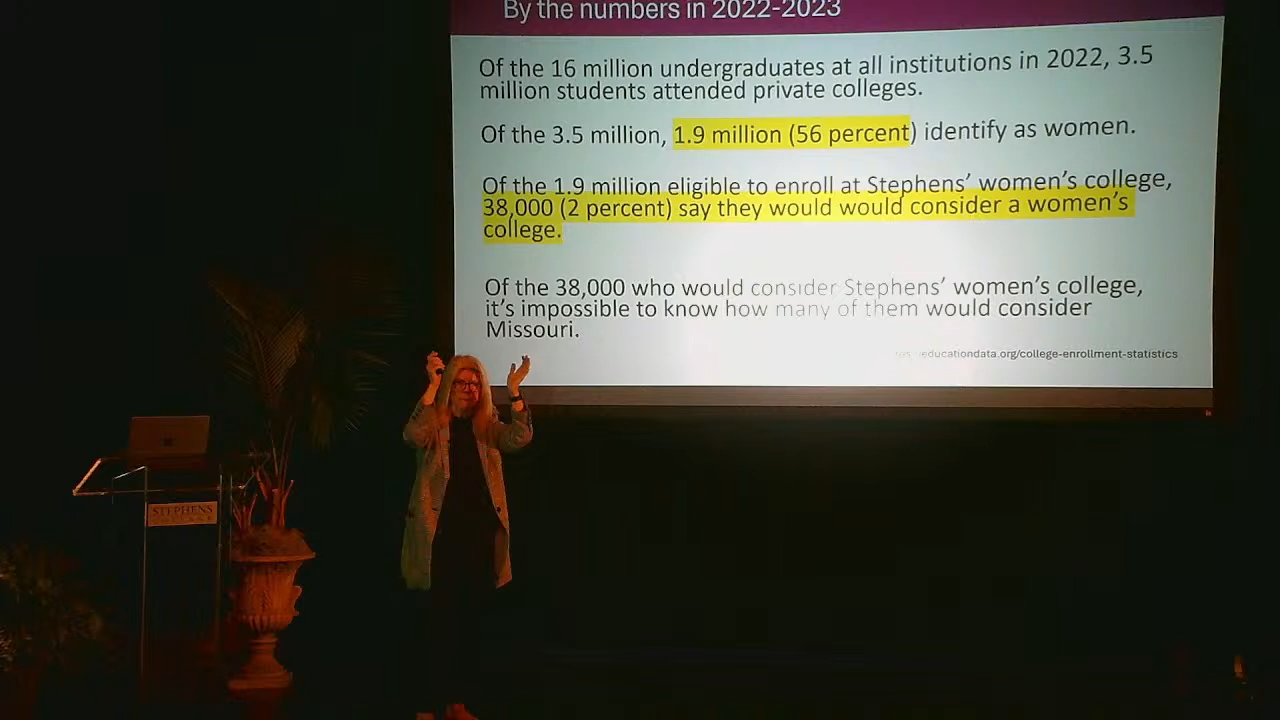 By the numbers in 2022-2023
Of the 16 million undergraduates at all institutions in 2022, 3.5
million students attended private colleges.
Of the 3.5 million, 1.9 million (56 percent) identify as women.
Of the 1.9 million eligible to enroll at Stephens’ women’s college,
38,000 (2 percent) say they would would consider a women’s
college.
Of the 38,000 who would consider Stephens’ women’s college,
it’s impossible to know how many of them would consider
Missouri.
educationdata.org/college-enrollment-statistics
STEPHENS
COLLEGE